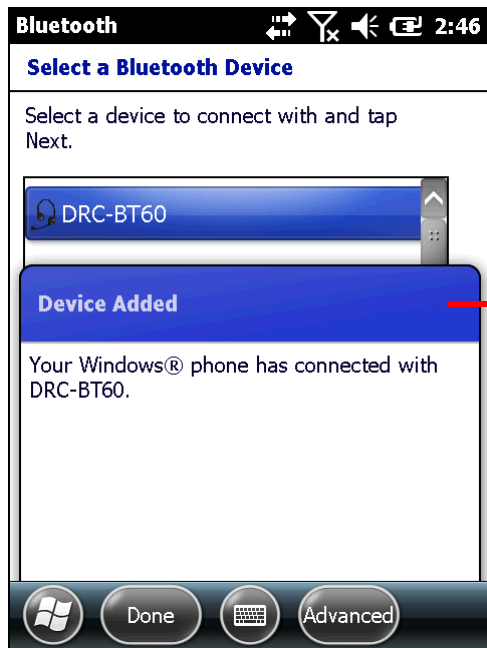 Bluetooth 2:46
Select a Bluetooth Device
Select a device to connect with and tap
Next.
DRC-BT60
Device Added
Your Windows® phone has connected with
DRC-BT60.
Done Advanced